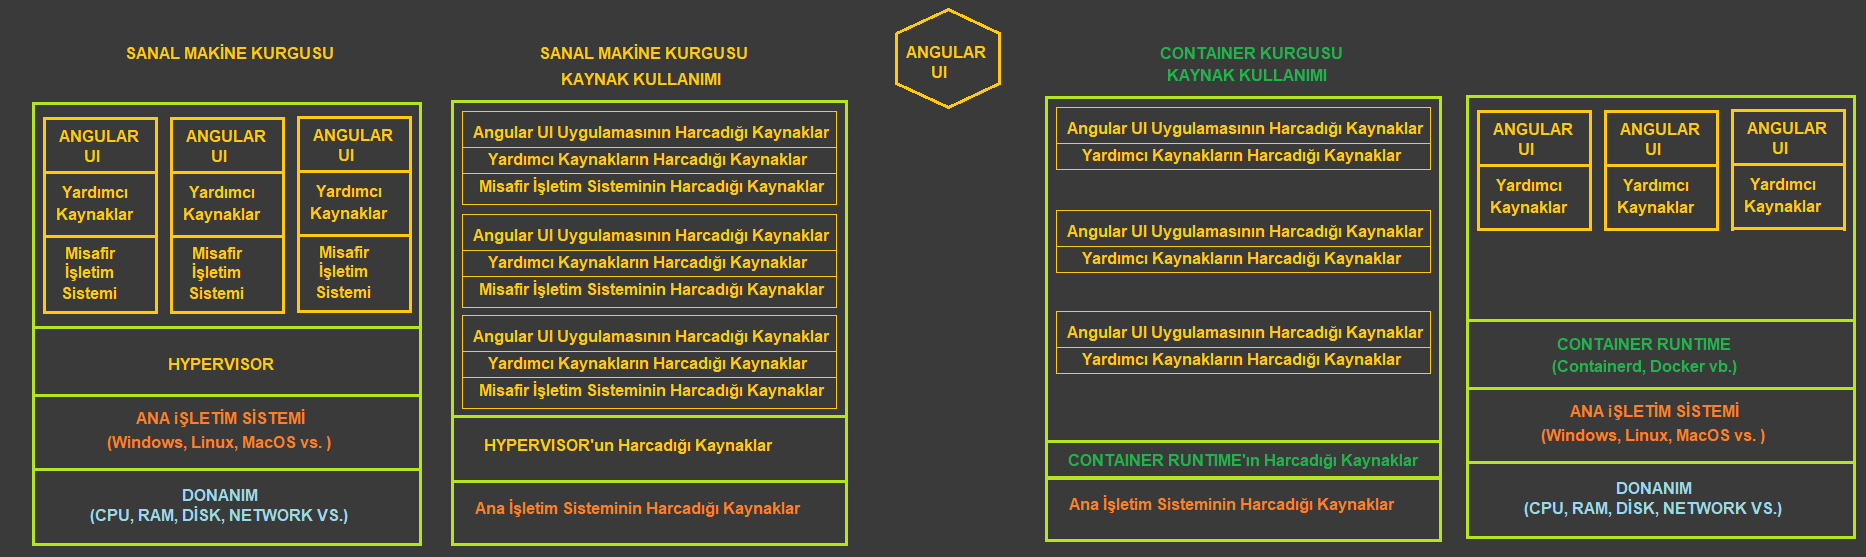 SANAL MAKİNE KURGUSU
ANGULAR
UI
Yardımcı
Kaynaklar
Misafir
İşletim
Sistemi
ANGULAR
UI
Yardımcı
Kaynaklar
Misafir
İşletim
Sistemi
ANGULAR
UI
Yardımcı
Kaynaklar
Misafir
İşletim
Sistemi
HYPERVISOR
ANA iŞLETİM SİSTEMİ
(Windows, Linux, MacOS vs. )
DONANIM
(CPU, RAM, DİSK, NETWORK VS.)
SANAL MAKİNE KURGUSU
KAYNAK KULLANIMI
Angular UI Uygulamasının Harcadığı Kaynaklar
Yardımcı Kaynakların Harcadığı Kaynaklar
Misafir İşletim Sisteminin Harcadığı Kaynaklar
Angular UI Uygulamasının Harcadığı Kaynaklar
Yardımcı Kaynakların Harcadığı Kaynaklar
Misafir İşletim Sisteminin Harcadığı Kaynaklar
Angular UI Uygulamasının Harcadığı Kaynaklar
Yardımcı Kaynakların Harcadığı Kaynaklar
Misafir İşletim Sisteminin Harcadığı Kaynaklar
HYPERVISOR'un Harcadığı Kaynaklar
Ana İşletim Sisteminin Harcadığı Kaynaklar
ANGULAR
UI
CONTAINER KURGUSU
KAYNAK KULLANIMI
Angular UI Uygulamasının Harcadığı Kaynaklar
Yardımcı Kaynakların Harcadığı Kaynaklar
Angular UI Uygulamasının Harcadığı Kaynaklar
Yardımcı Kaynakların Harcadığı Kaynaklar
Angular UI Uygulamasının Harcadığı Kaynaklar
Yardımcı Kaynakların Harcadığı Kaynaklar
CONTAINER RUNTIME'ın Harcadığı Kaynaklar
Ana İşletim Sisteminin Harcadığı Kaynaklar
ANGULAR
UI
Yardımcı
Kaynaklar
ANGULAR
UI
Yardımcı
Kaynaklar
ANGULAR
UI
Yardımcı
Kaynaklar
CONTAINER RUNTIME
(Containerd, Docker vb.)
ANA iŞLETİM SİSTEMİ
(Windows, Linux, MacOS vs. )
DONANIM
(CPU, RAM, DİSK, NETWORK VS.)